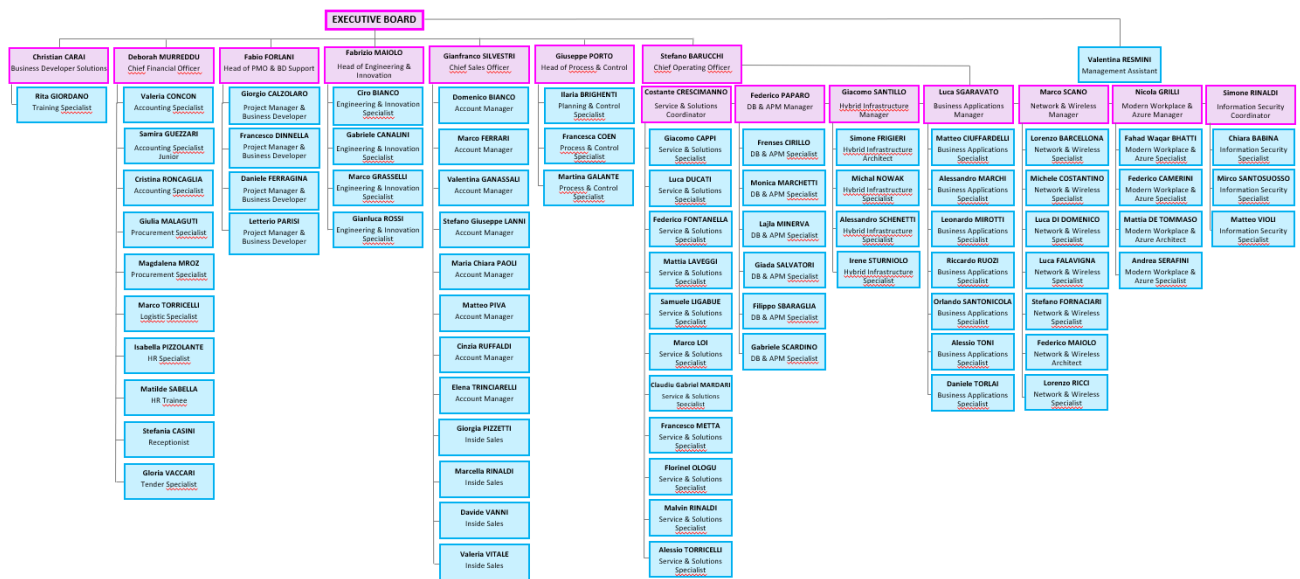 EXECUTIVE BOARD
Christian CARAI
Business Developer Solutions
Rita GIORDANO
Training Specialist
Deborah MURREDDU
Chief Financial Officer
Valeria CONCON
Accounting Specialist
Samira GUEZZARI
Accounting Specialist
Junior
Cristina RONCAGLIA
Accounting Specialist
Giulia MALAGUTI
Procurement Specialist
Magdalena MROZ
Procurement Specialist
Marco TORRICELLI
Logistic Specialist
Isabella PIZZOLANTE
HR Specialist
Matilde SABELLA
HR Trainee
Stefania CASINI
Receptionist
Gloria VACCARI
Tender Specialist
Fabio FORLANI
Head of PMO & BD Support
Giorgio CALZOLARO
Project Manager &
Business Developer
Francesco DINNELLA
Project Manager &
Business Developer
Daniele FERRAGINA
Project Manager &
Business Developer
Letterio PARISI
Project Manager &
Business Developer
Fabrizio MAIOLO
Head of Engineering &
Innovation
Ciro BIANCO
Engineering & Innovation
Specialist
Gabriele CANALINI
Engineering & Innovation
Specialist
Marco GRASSELLI
Engineering & Innovation
Specialist
Gianluca ROSSI
Engineering & Innovation
Specialist
Gianfranco SILVESTRI
Chief Sales Officer
Domenico BIANCO
Account Manager
Marco FERRARI
Account Manager
Valentina GANASSALI
Account Manager
Stefano Giuseppe LANNI
Account Manager
Maria Chiara PAOLI
Account Manager
Matteo PIVA
Account Manager
Cinzia RUFFALDI
Account Manager
Elena TRINCIARELLI
Account Manager
Giorgia PIZZETTI
Inside Sales
Marcella RINALDI
Inside Sales
Davide VANNI
Inside Sales
Valeria VITALE
Inside Sales
Giuseppe PORTO
Head of Process & Control
Ilaria BRIGHENTI
Planning & Control
Specialist
Francesca COEN
Process & Control
Specialist
Martina GALANTE
Process & Control
Specialist
Stefano BARUCCHI
Chief Operating Officer
Valentina RESMINI
Management Assistant
Costante CRESCIMANNO
Service & Solutions
Coordinator
Giacomo CAPPI
Service & Solutions
Specialist
Luca DUCATI
Service & Solutions
Specialist
Federico FONTANELLA
Service & Solutions
Specialist
Mattia LAVEGGI
Service & Solutions
Specialist
Samuele LIGABUE
Service & Solutions
Specialist
Marco LOI
Service & Solutions
Specialist
Claudiu Gabriel MARDARI
Service & Solutions
Specialist
Francesco METTA
Service & Solutions
Specialist
Florinel OLOGU
Service & Solutions
Specialist
Malvin RINALDI
Service & Solutions
Specialist
Alessio TORRICELLI
Service & Solutions
Specialist
Federico PAPARO
DB & APM Manager
Frenses CIRILLO
DB & APM Specialist
Monica MARCHETTI
DB & APM Specialist
Lajla MINERVA
DB & APM Specialist
Giada SALVATORI
DB & APM Specialist
Filippo SBARAGLIA
DB & APM Specialist
Gabriele SCARDINO
DB & APM Specialist
Giacomo SANTILLO
Hybrid Infrastructure
Manager
Simone FRIGIERI
Hybrid Infrastructure
Architect
Michal NOWAK
Hybrid Infrastructure
Specialist
Alessandro SCHENETTI
Hybrid Infrastructure
Specialist
Irene STURNIOLO
Hybrid Infrastructure
Specialist
Luca SGARAVATO
Business Applications
Manager
Matteo CIUFFARDELLI
Business Applications
Specialist
Alessandro MARCHI
Business Applications
Specialist
Leonardo MIROTTI
Business Applications
Specialist
Riccardo RUOZI
Business Applications
Specialist
Orlando SANTONICOLA
Business Applications
Specialist
Alessio TONI
Business Applications
Specialist
Daniele TORLAI
Business Applications
Specialist
Marco SCANO
Network & Wireless
Manager
Lorenzo BARCELLONA
Network & Wireless
Specialist
Michele COSTANTINO
Network & Wireless
Specialist
Luca DI DOMENICO
Network & Wireless
Specialist
Luca FALAVIGNA
Network & Wireless
Specialist
Stefano FORNACIARI
Network & Wireless
Specialist
Federico MAIOLO
Network & Wireless
Architect
Lorenzo RICCI
Network & Wireless
Specialist
Nicola GRILLI
Modern Workplace &
Azure Manager
Fahad Waqar BHATTI
Modern Workplace &
Azure Specialist
Federico CAMERINI
Modern Workplace &
Azure Specialist
Mattia DE TOMMASO
Modern Workplace &
Azure Architect
Andrea SERAFINI
Modern Workplace &
Azure Specialist
Simone RINALDI
Information Security
Coordinator
Chiara BABINA
Information Security
Specialist
Mirco SANTOSUOSSO
Information Security
Specialist
Matteo VIOLI
Information Security
Specialist